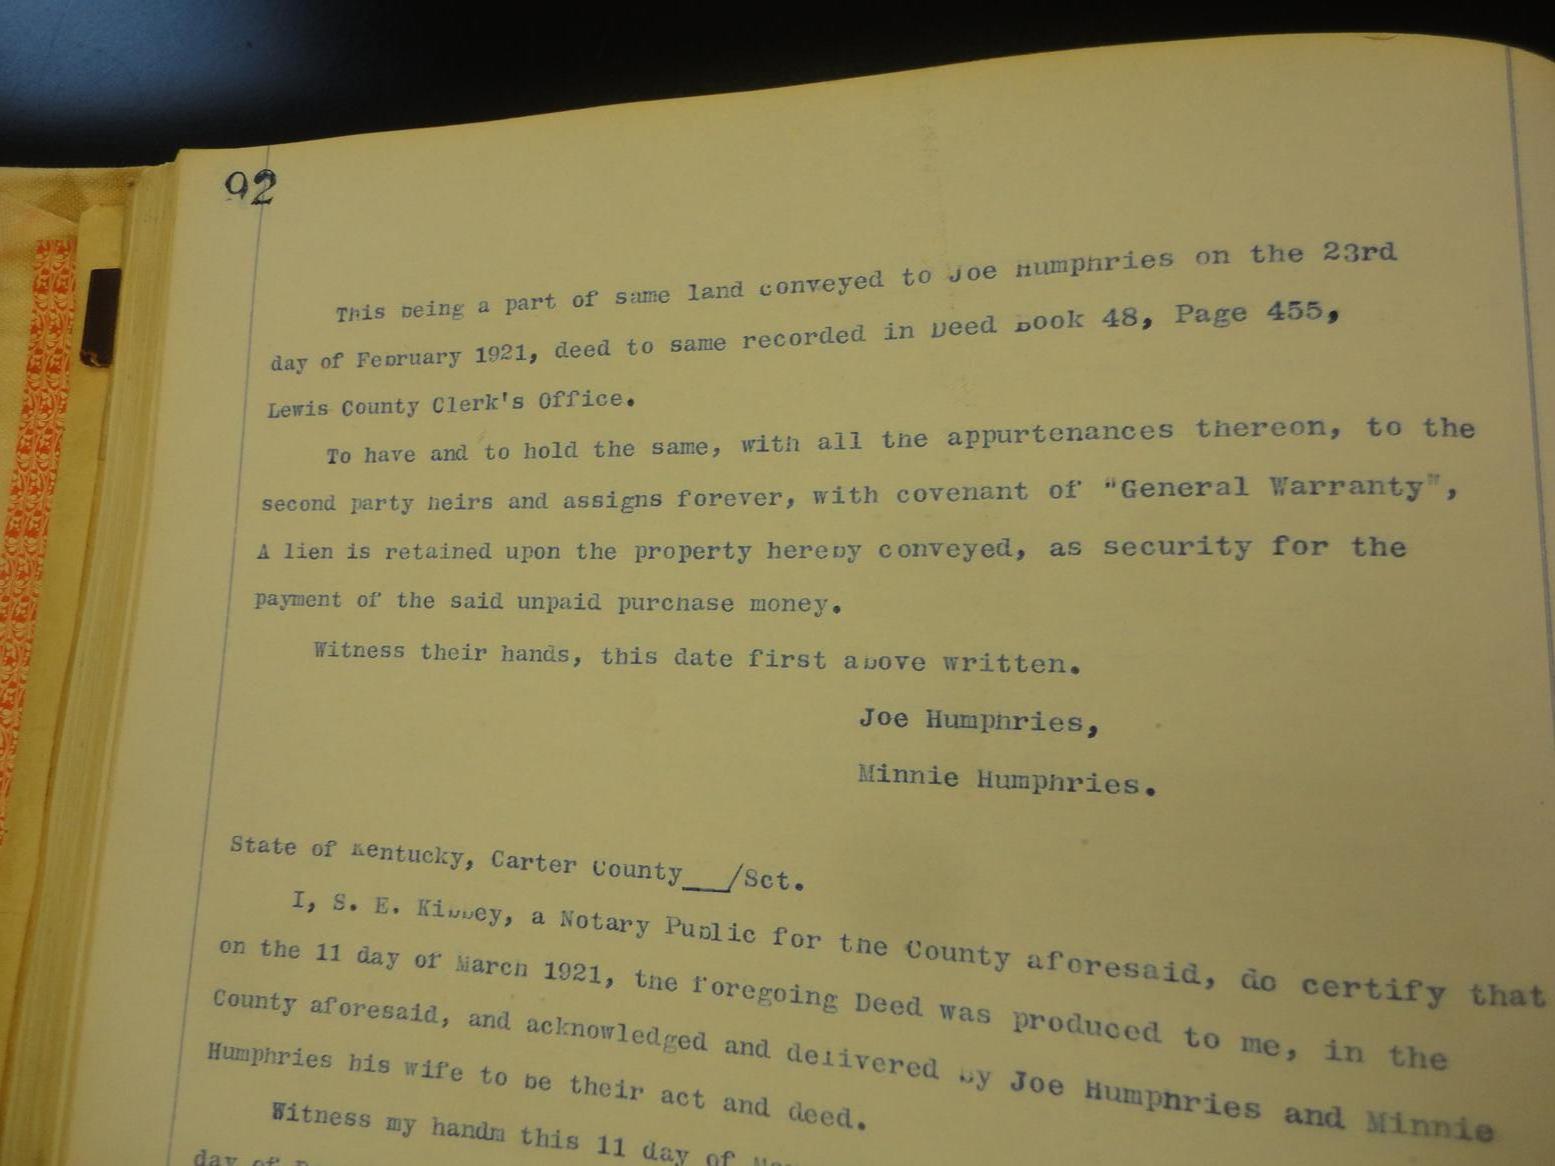 92
This being a part of same land conveyed to Joe Humphries on the 23rd
day of February 1921, deed to same recorded in Deed Book 48, Page 455,
Lewis County Clerk's Office.
To have and to hold the same, with all the appurtenances thereon, to the
second party heirs and assigns forever, with covenant of "General Warranty",
A lien is retained upon the property hereby conveyed, as security for the
payment of the said unpaid purchase money.
Witness their hands, this date first above written.
Joe Humphries,
Minnie Humphries.
State of Kentucky, Carter County__/Sct.
I, S. E. Kibbey, a Notary Public for the County aforesaid, do certify that
on the 11 day of March 1921, the foregoing Deed was produced to me, in the
County aforesaid, and acknowledged and delivered by Joe Humphries and Minnie
Humphries his wife to be their act and deed.
Witness my handm this 11 day of
day of